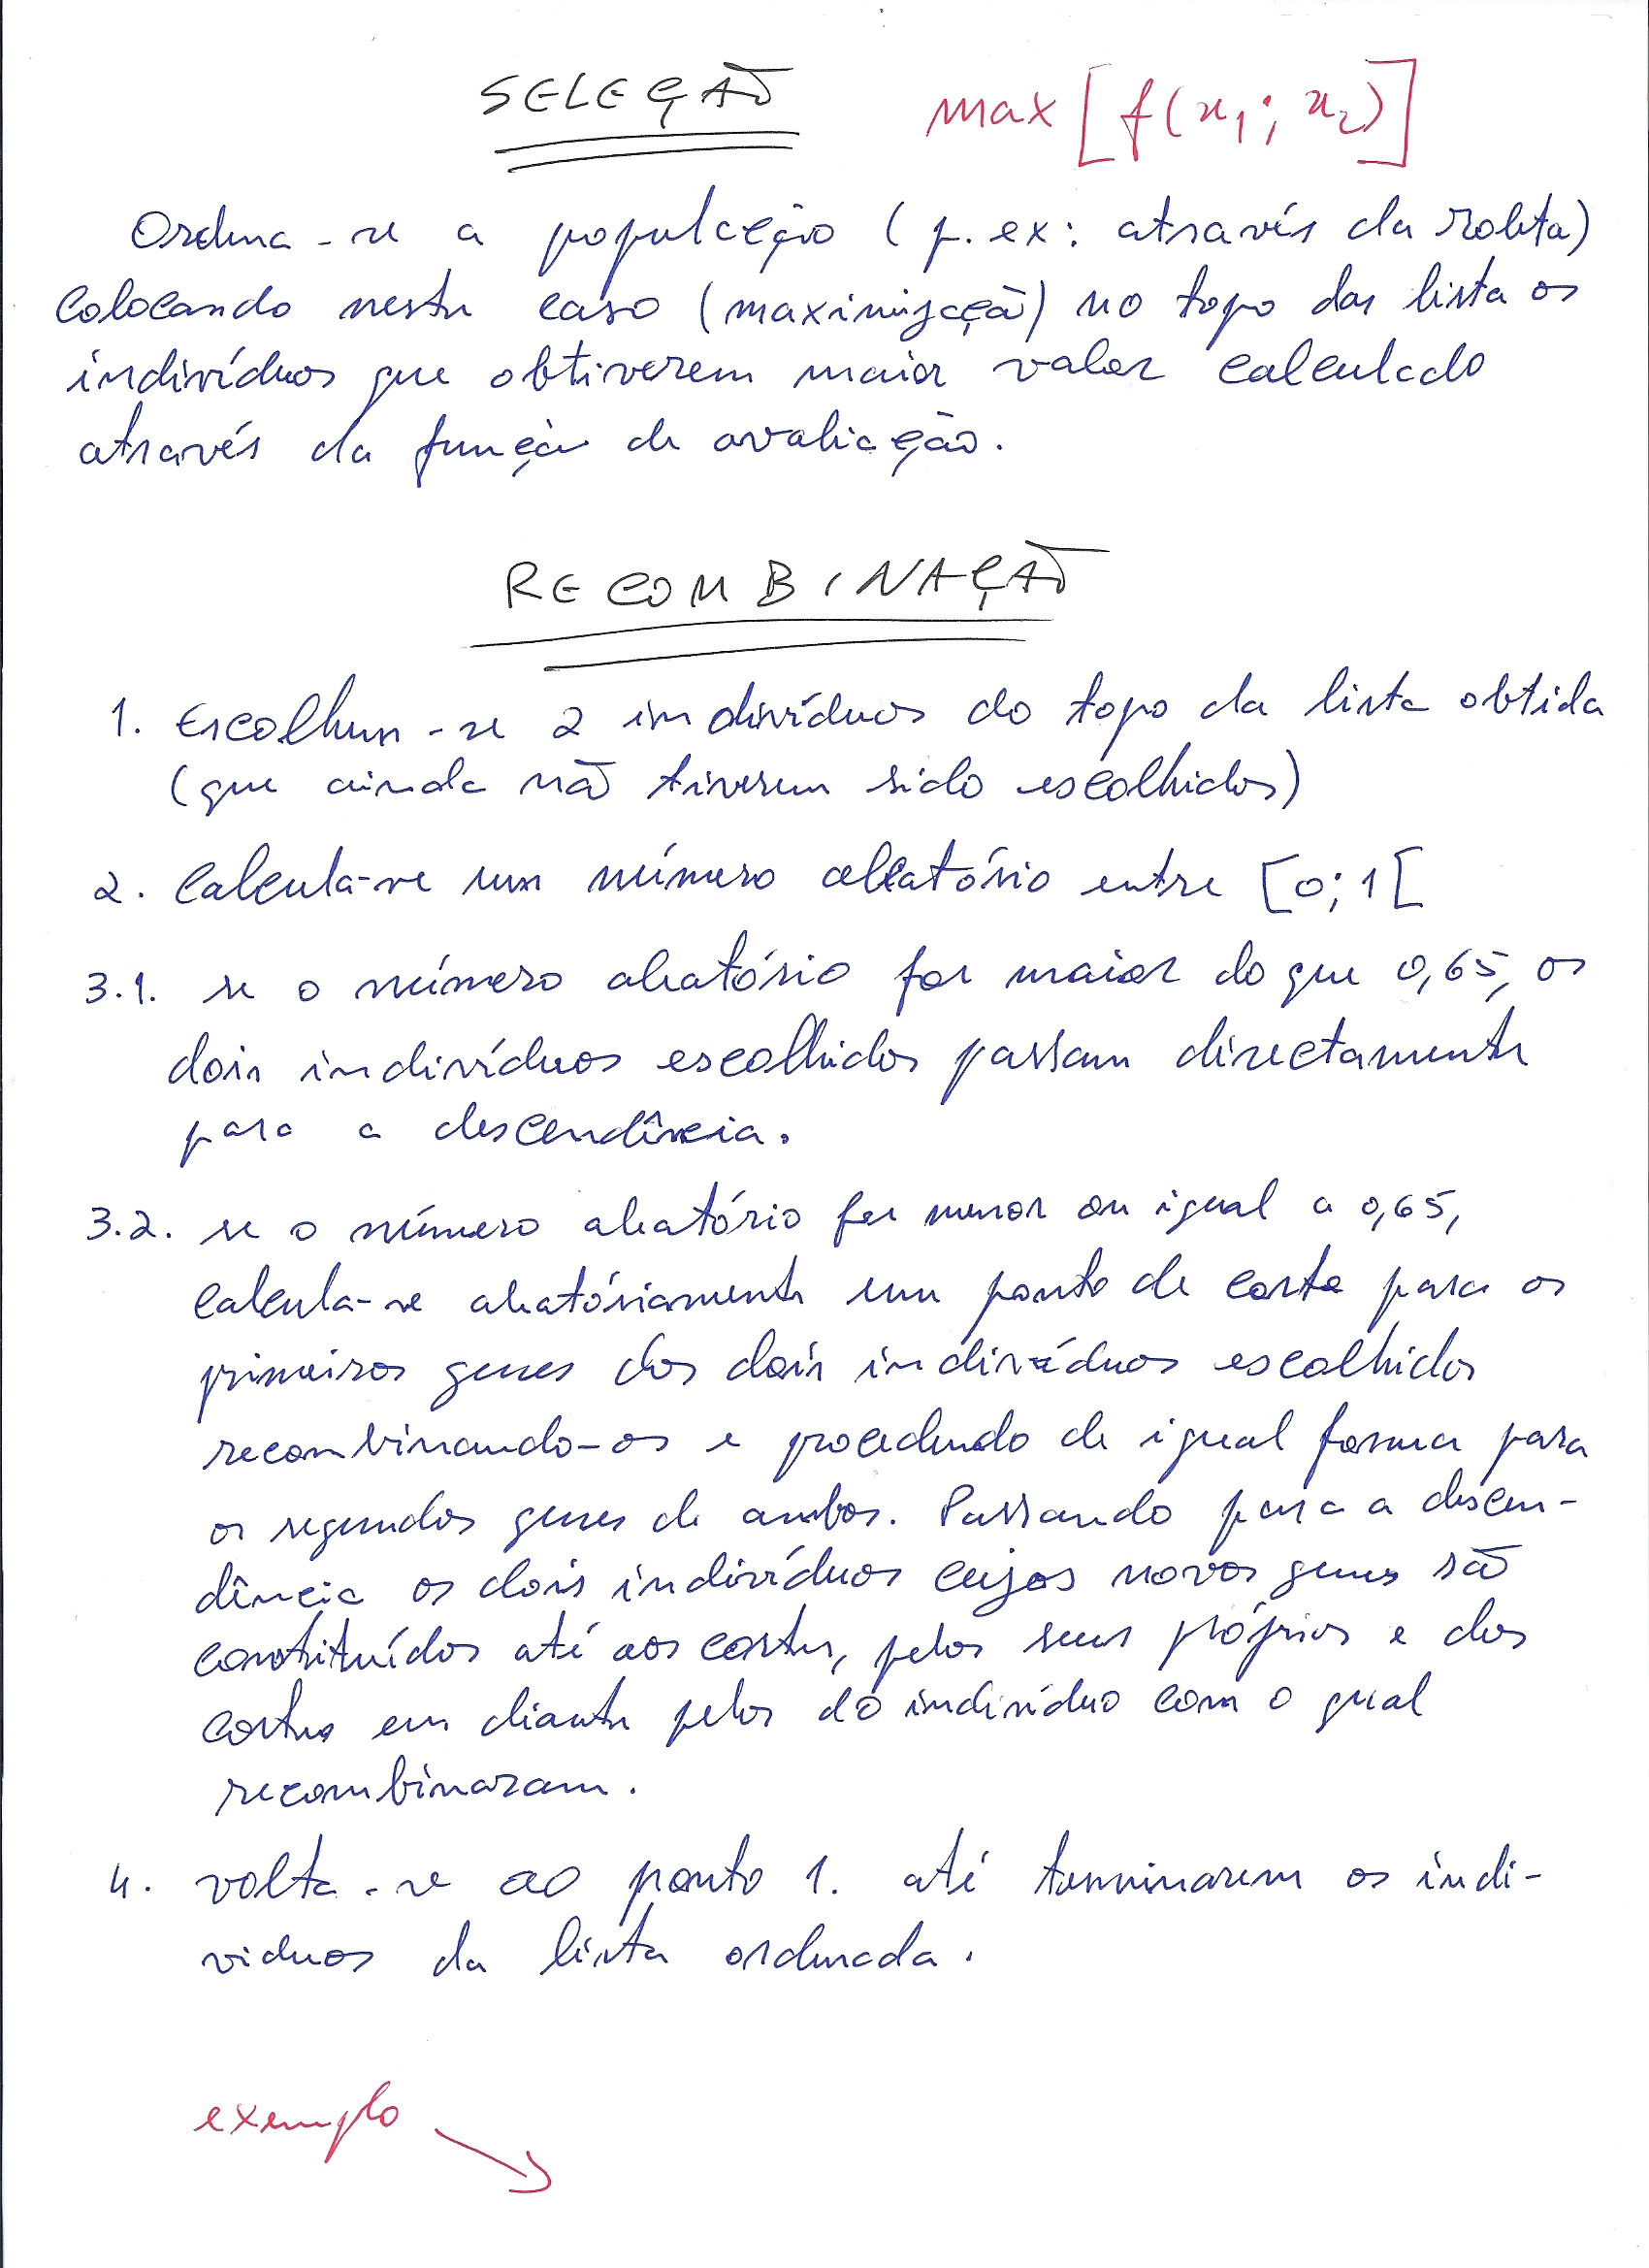 SELEÇÃO max [f(x1; x2)]
Ordena-se a população (p. ex: através da roleta)
colocando neste caso (maximização) no topo das lista os
indivíduos que obtiverem maior valor calculado
através da função de avaliação.
RECOMBINAÇÃO
1. Escolhem-se 2 indivíduos do topo da lista obtida
(que ainda não tiverem sido escolhidos)
2. Calcula-se um número aleatório entre [0; 1[
3.1. se o número aleatório for maior do que 0,65, os
dois indivíduos escolhidos passam directamente
para a descendência.
3.2. se o número aleatório for menor ou igual a 0,65,
calcula-se aleatóriamente um ponto de corte para os
primeiros genes dos dois indivíduos escolhidos
recombinando-os e procedendo de igual forma para
os segundos genes de ambos. Passando para a descen-
dência os dois indivíduos cujos novos genes são
constituídos até aos cortes, pelos seus próprios e dos
cortes em diante pelos do indivíduo com o qual
recombinaram.
4. volta-se ao ponto 1. até terminarem os indi-
viduos da lista ordenada.
exemplo